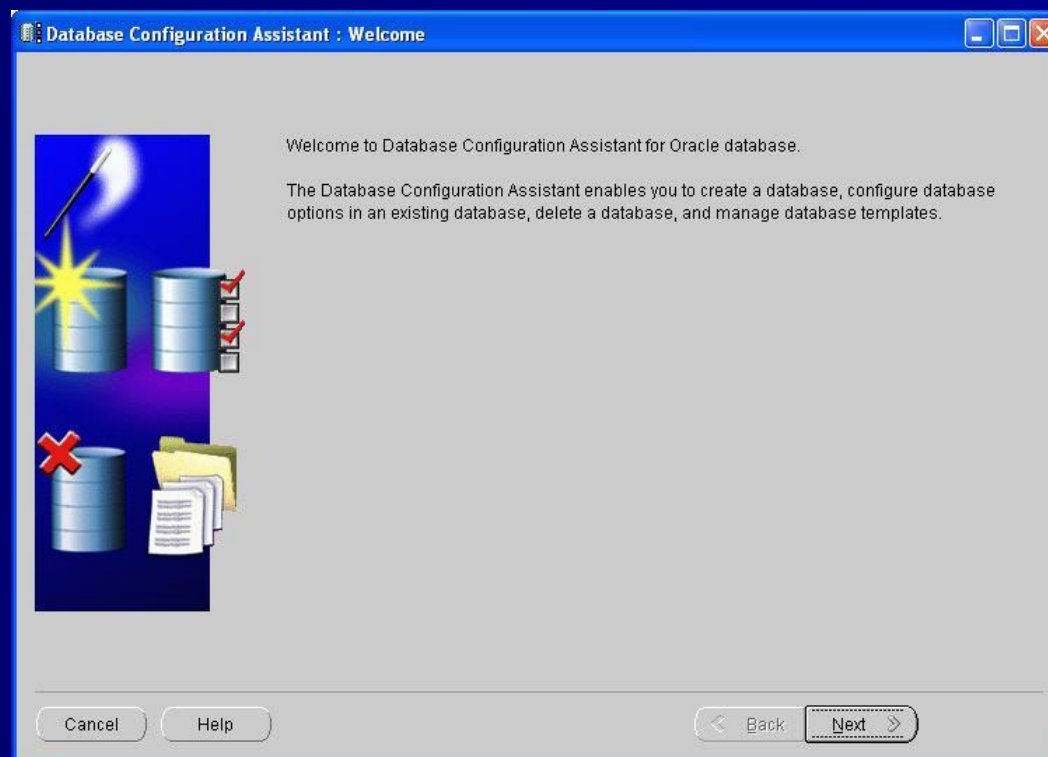 Database Configuration Assistant : Welcome
Welcome to Database Configuration Assistant for Oracle database.
The Database Configuration Assistant enables you to create a database, configure database
options in an existing database, delete a database, and manage database templates.
Cancel
Help
Back
Next